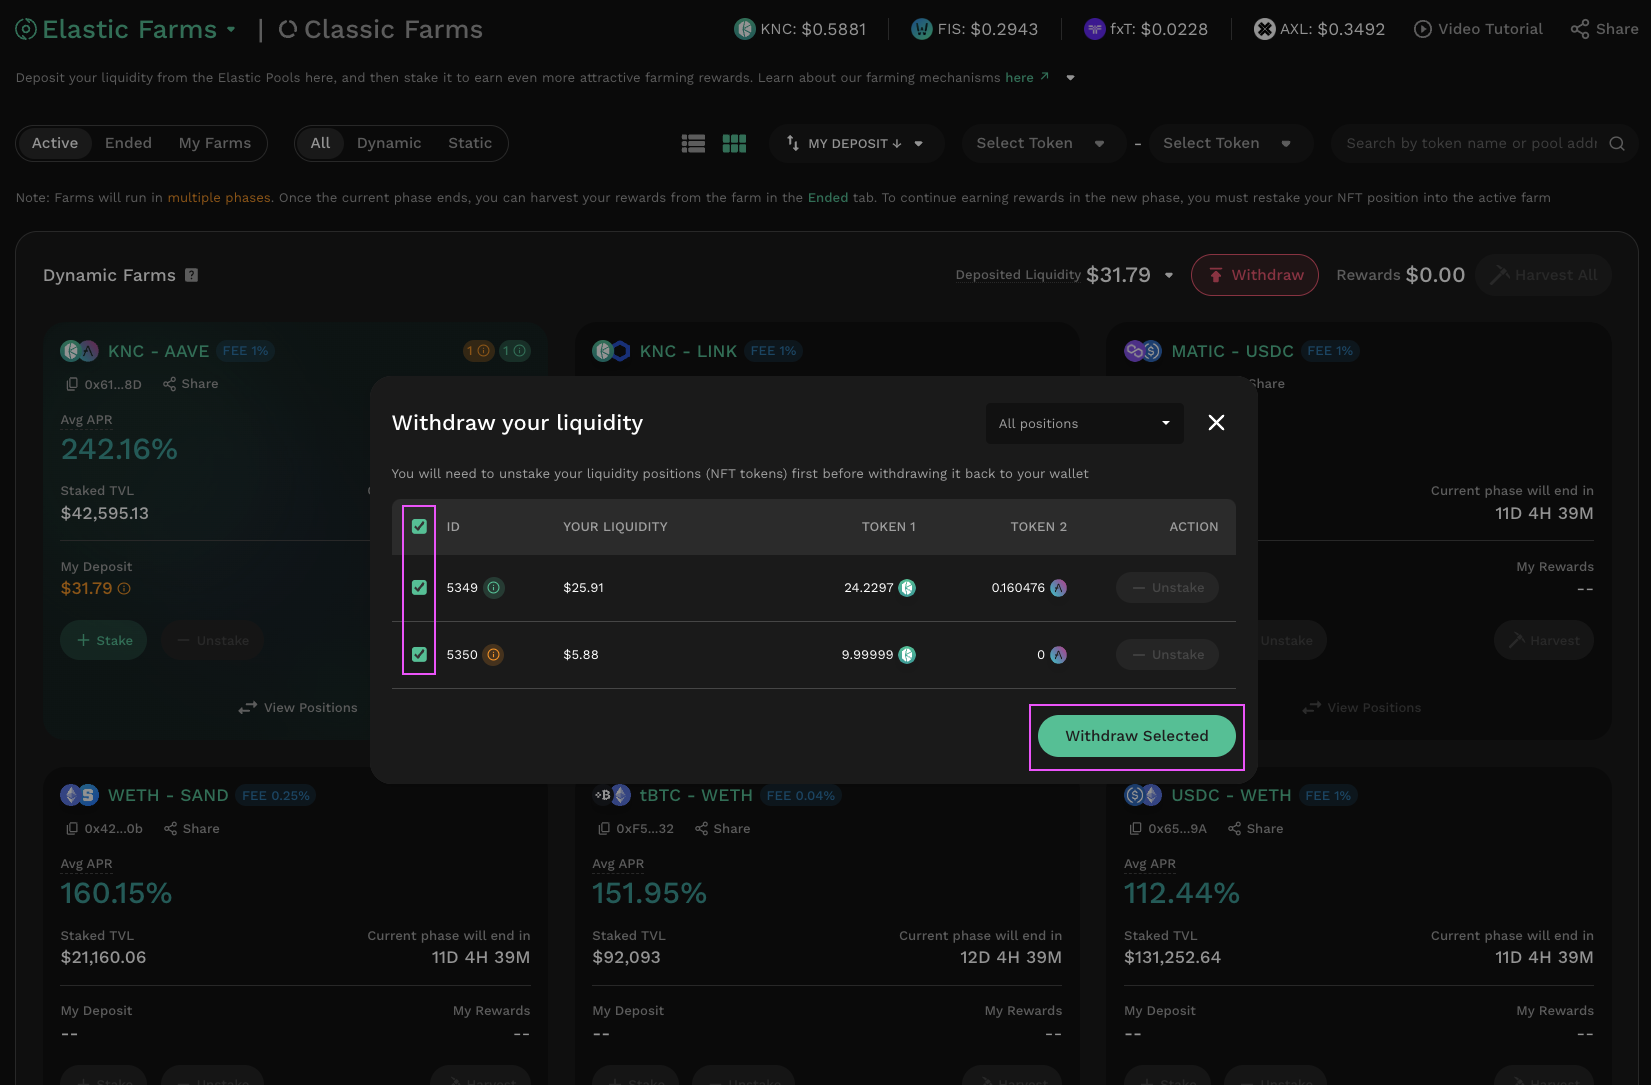 Elastic Farms | Classic Farms KNC: $0.5881 FIS: $0.2943 fxT: $0.0228 AXL: $0.3492 Video Tutorial Share
Deposit your liquidity from the Elastic Pools here, and then stake it to earn even more attractive farming rewards. Learn about our farming mechanisms here ↗
Active Ended My Farms All Dynamic Static MY DEPOSIT ↓ Select Token - Select Token Search by token name or pool addr
Note: Farms will run in multiple phases. Once the current phase ends, you can harvest your rewards from the farm in the Ended tab. To continue earning rewards in the new phase, you must restake your NFT position into the active farm
Dynamic Farms ? Deposited Liquidity $31.79 Withdraw Rewards $0.00 Harvest All
KNC - AAVE FEE 1% 1 1 KNC - LINK FEE 1% MATIC - USDC FEE 1%
0x61...8D Share Share
Withdraw your liquidity All positions
Avg APR
242.16%
You will need to unstake your liquidity positions (NFT tokens) first before withdrawing it back to your wallet
Staked TVL Current phase will end in
$42,595.13 11D 4H 39M
ID YOUR LIQUIDITY TOKEN 1 TOKEN 2 ACTION
My Deposit My Rewards
$31.79 --
5349 $25.91 24.2297 0.160476 — Unstake
+ Stake — Unstake Unstake Harvest
5350 $5.88 9.99999 0 — Unstake
View Positions View Positions
Withdraw Selected
WETH - SAND FEE 0.25% tBTC - WETH FEE 0.04% USDC - WETH FEE 1%
0x42...0b Share 0xF5...32 Share 0x65...9A Share
Avg APR Avg APR Avg APR
160.15% 151.95% 112.44%
Staked TVL Current phase will end in Staked TVL Current phase will end in Staked TVL Current phase will end in
$21,160.06 11D 4H 39M $92,093 12D 4H 39M $131,252.64 11D 4H 39M
My Deposit My Rewards My Deposit My Rewards My Deposit My Rewards
-- -- -- -- -- --
+ Stake — Unstake Harvest + Stake — Unstake Harvest + Stake — Unstake Harvest